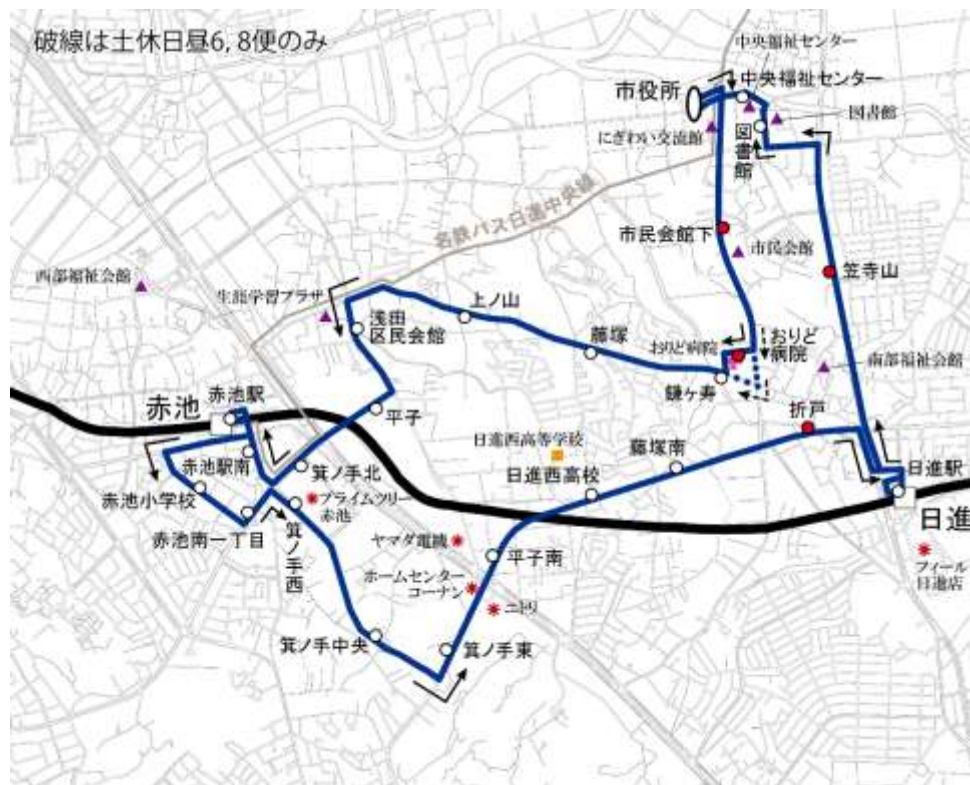 破線は土休日昼6, 8便のみ
中央福祉センター
市役所
中央福祉センター
図書館
にぎわい交流館
図書館
名鉄バス日進中央線
市民会館下
市民会館
笠寺山
西部福祉会館
生涯学習プラザ
浅田
区民会館
上ノ山
藤塚
おりど病院
おりど
病院
南部福祉会館
鎌ヶ寿
赤池駅
赤池
平子
折戸
日進西高等学校
藤塚南
赤池駅南
箕ノ手北
日進西高校
日進駅
赤池小学校
プライムツリー
赤池
日進
赤池南一丁目
箕ノ手西
ヤマダ電機
平子南
フィール
日進店
ホームセンター
コーナン
ニトリ
箕ノ手中央
箕ノ手東